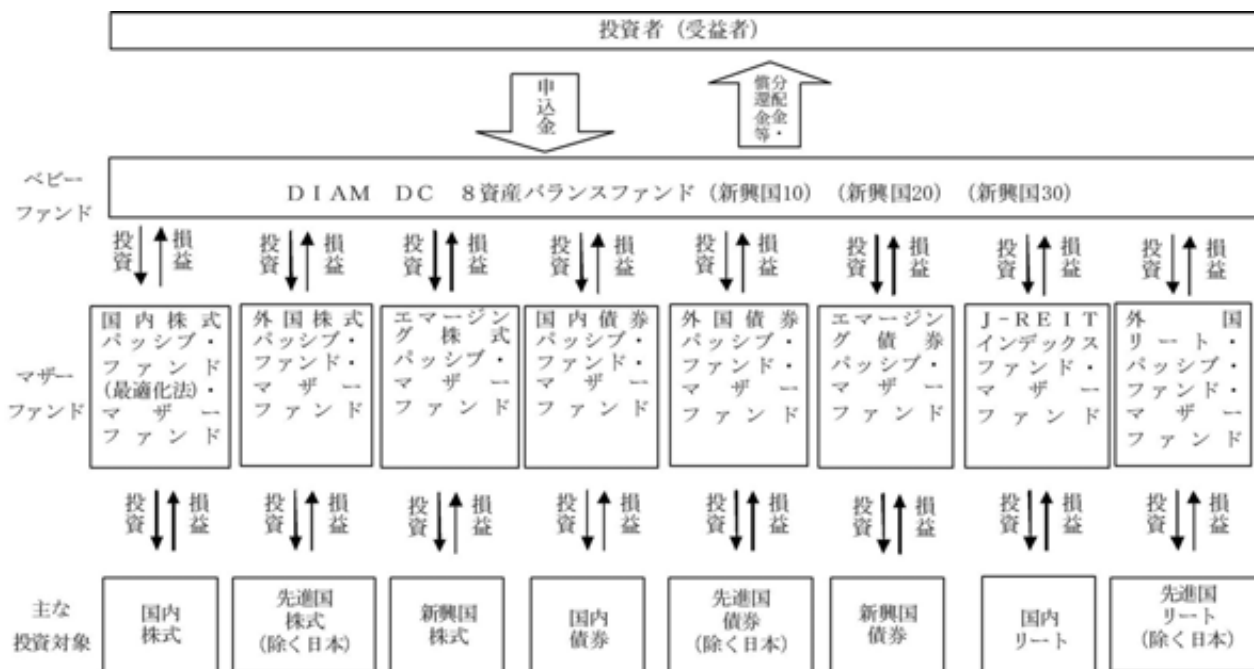 投資者（受益者）
申込金
分配金・
償還金等
ベビー
ファンド
ＤＩＡＭ　ＤＣ　８資産バランスファンド（新興国10）（新興国20）（新興国30）
投資
損益
投資
損益
投資
損益
投資
損益
投資
損益
投資
損益
投資
損益
投資
損益
マザー
ファンド
国内株式
パッシブ・
ファンド
(最適化法)・
マザー
ファンド
外国株式
パッシブ・
ファンド・
マザー
ファンド
エマージン
グ株式
パッシブ・
マザー
ファンド
国内債券
パッシブ・
ファンド・
マザー
ファンド
外国債券
パッシブ・
ファンド・
マザー
ファンド
エマージン
グ債券
パッシブ・
マザー
ファンド
Ｊ-ＲＥＩＴ
インデックス
ファンド・
マザー
ファンド
外国
リート・
パッシブ・
ファンド・
マザー
ファンド
投資
損益
投資
損益
投資
損益
投資
損益
投資
損益
投資
損益
投資
損益
投資
損益
主な
投資対象
国内
株式
先進国
株式
(除く日本)
新興国
株式
国内
債券
先進国
債券
(除く日本)
新興国
債券
国内
リート
先進国
リート
(除く日本)